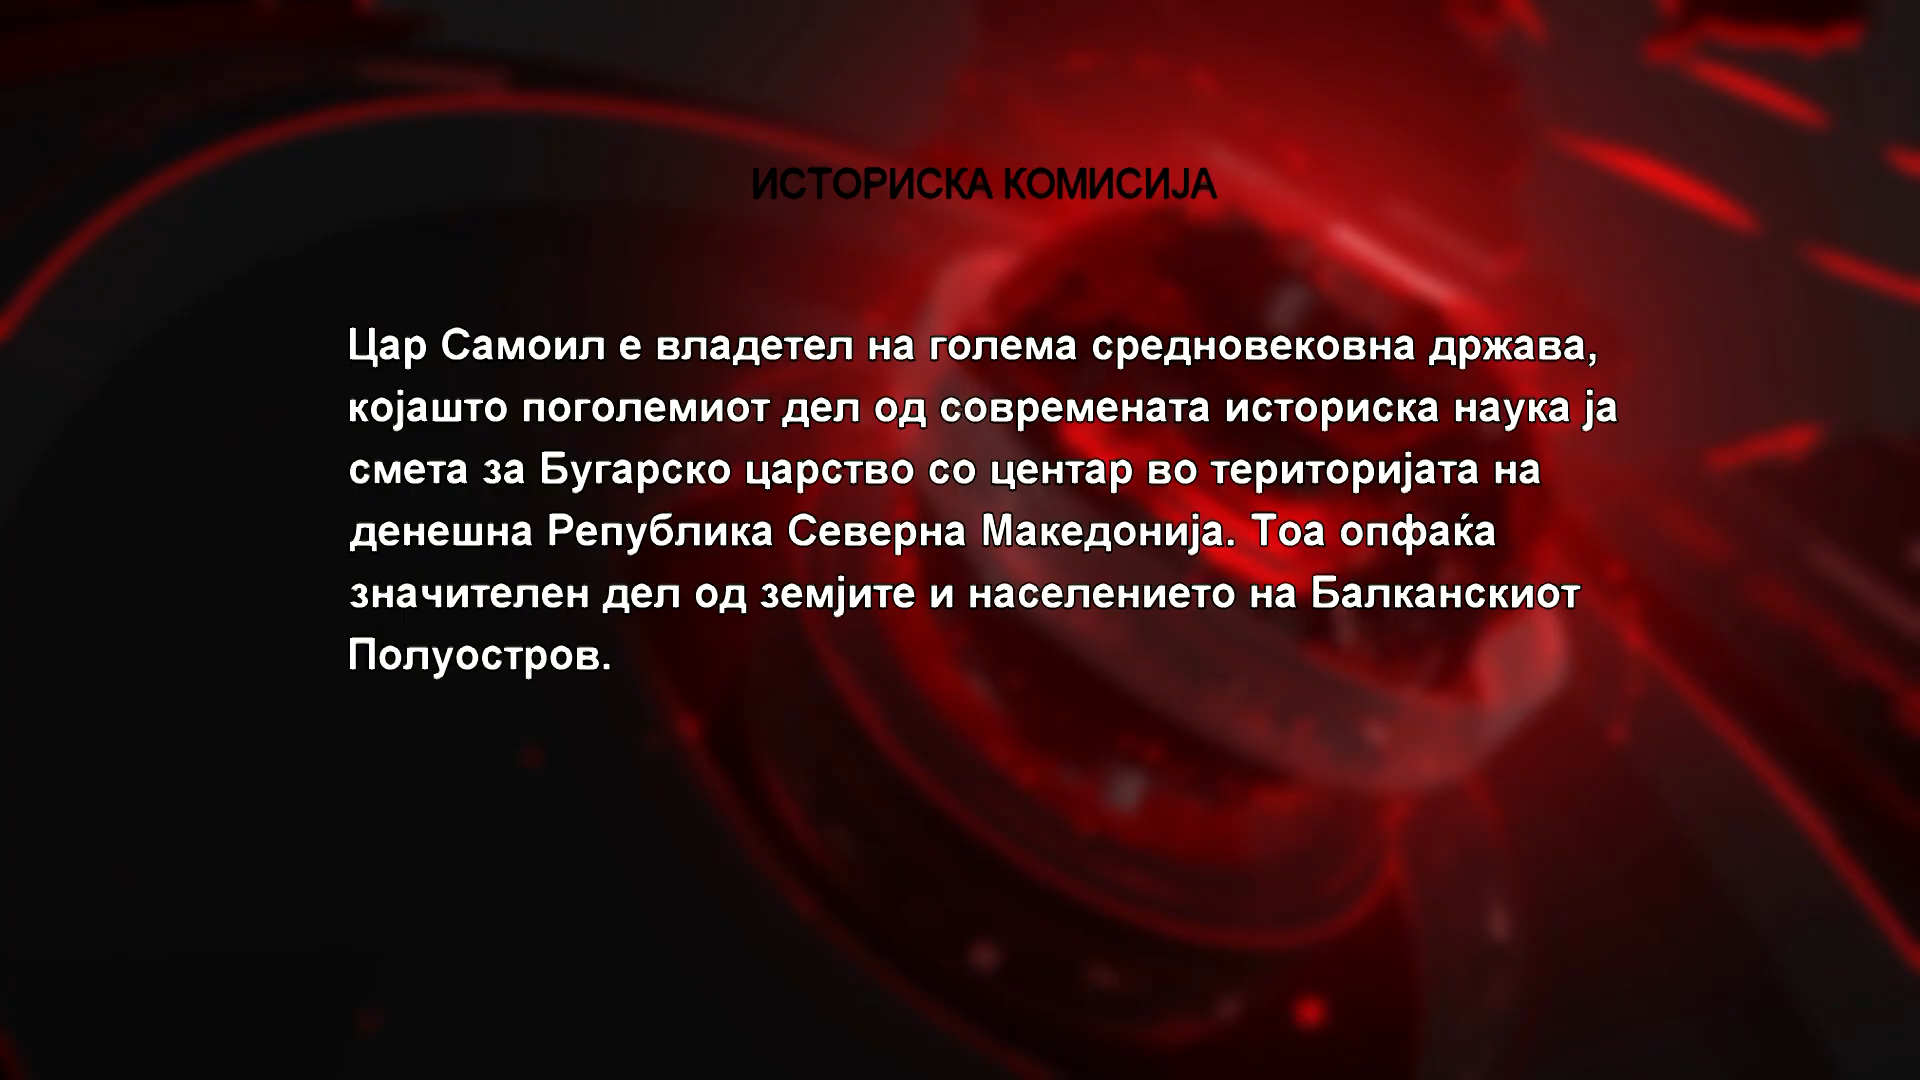 ИСТОРИСКА КОМИСИЈА
Цар Самоил е владетел на голема средновековна држава,
којашто поголемиот дел од современата историска наука ја
смета за Бугарско царство со центар во територијата на
денешна Република Северна Македонија. Тоа опфаќа
значителен дел од земјите и населението на Балканскиот
Полуостров.